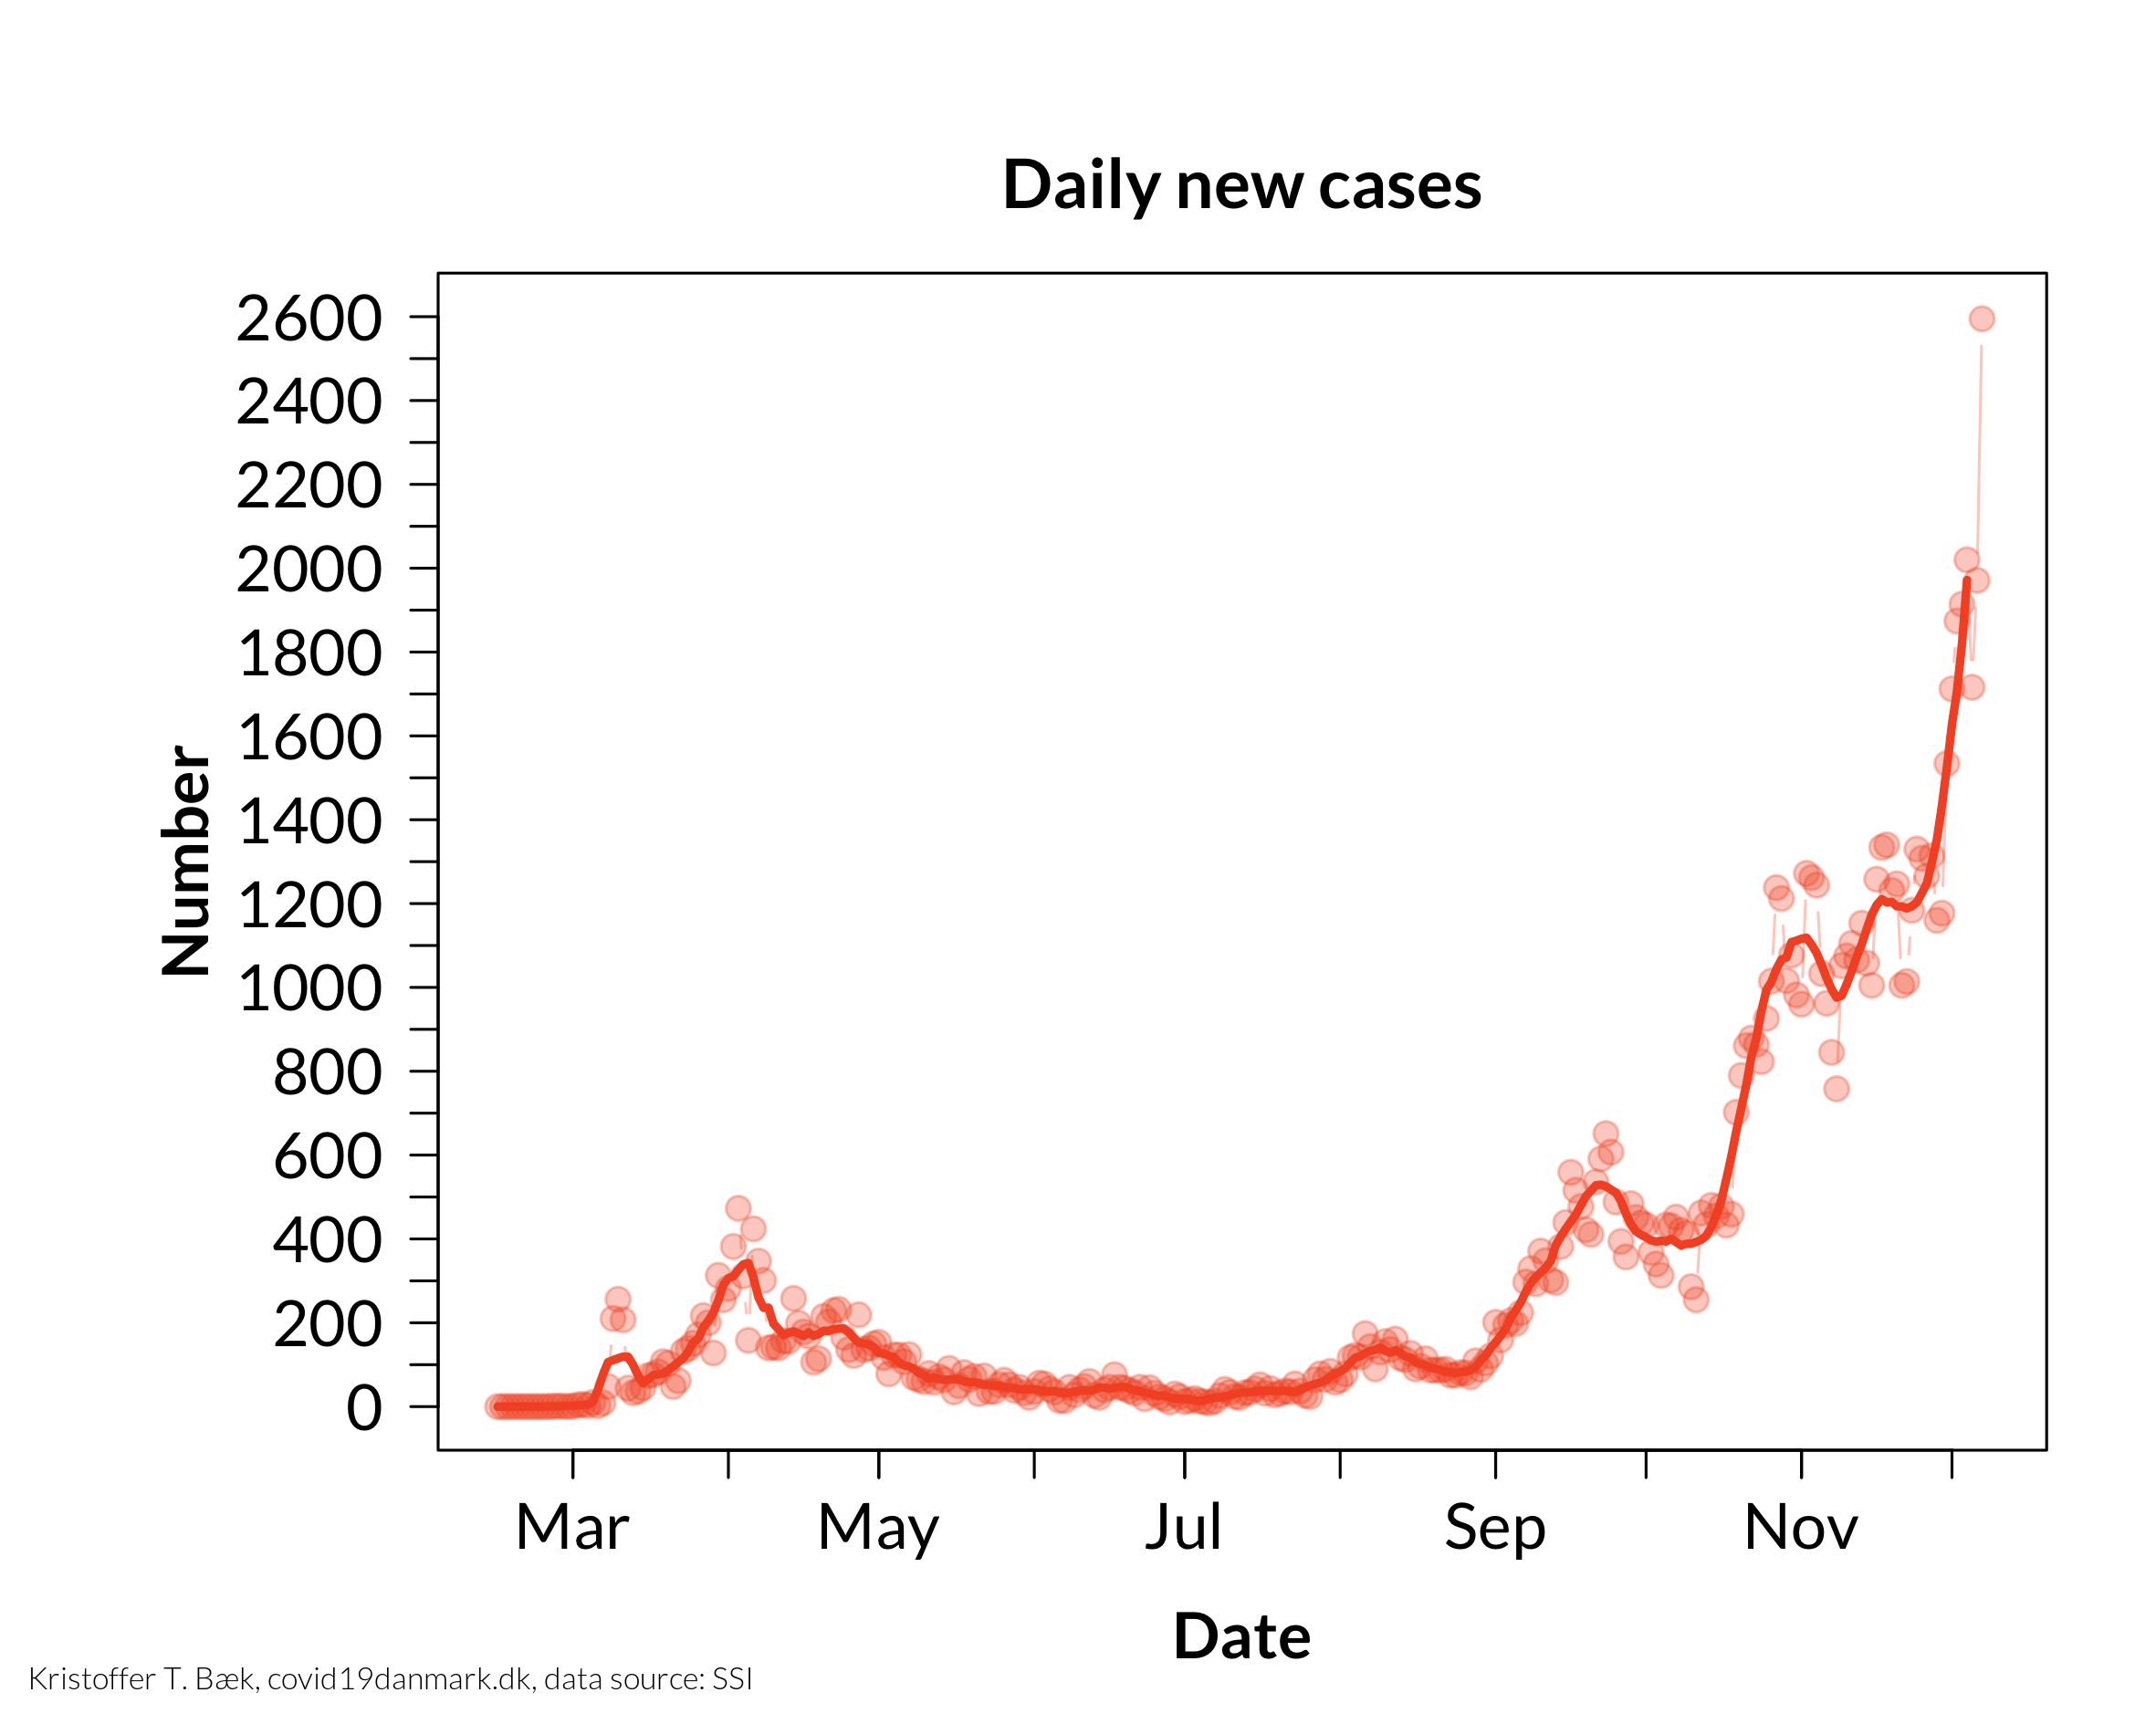 Daily new cases
2600
2400
2200
2000
1800
1600
1400
1200
1000
800
600
400
200
0
Number
Mar May Jul Sep Nov
Date
Kristoffer T. Bæk, covid19danmark.dk, data source: SSI